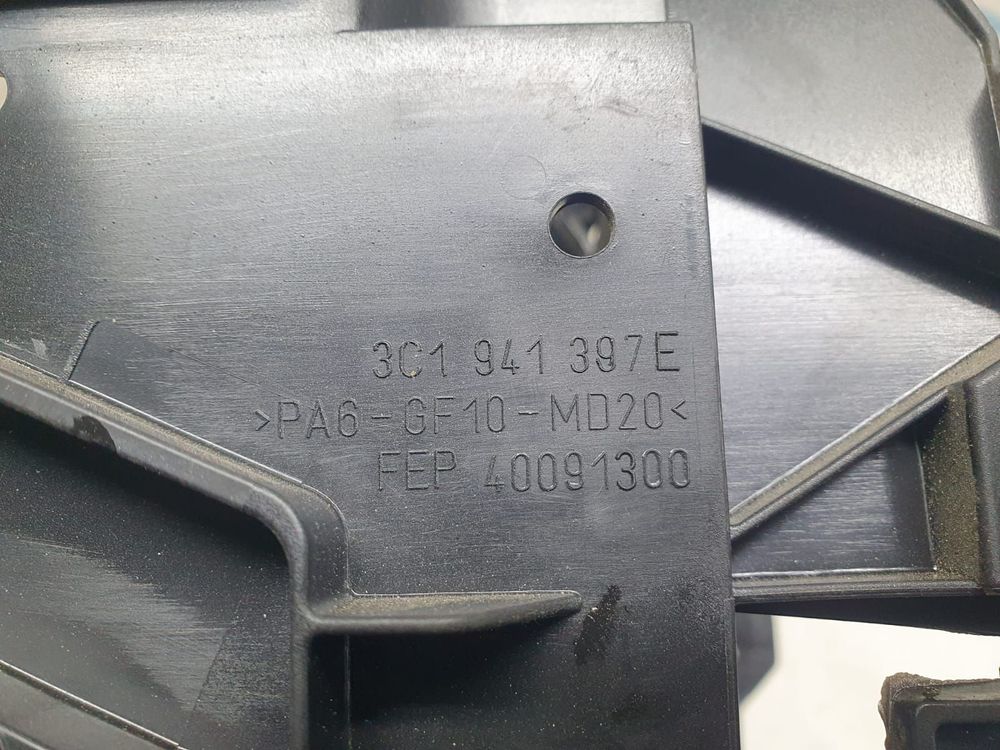 3C1 941 397E
>PA6-GF10-MD20<
FEP 40091300